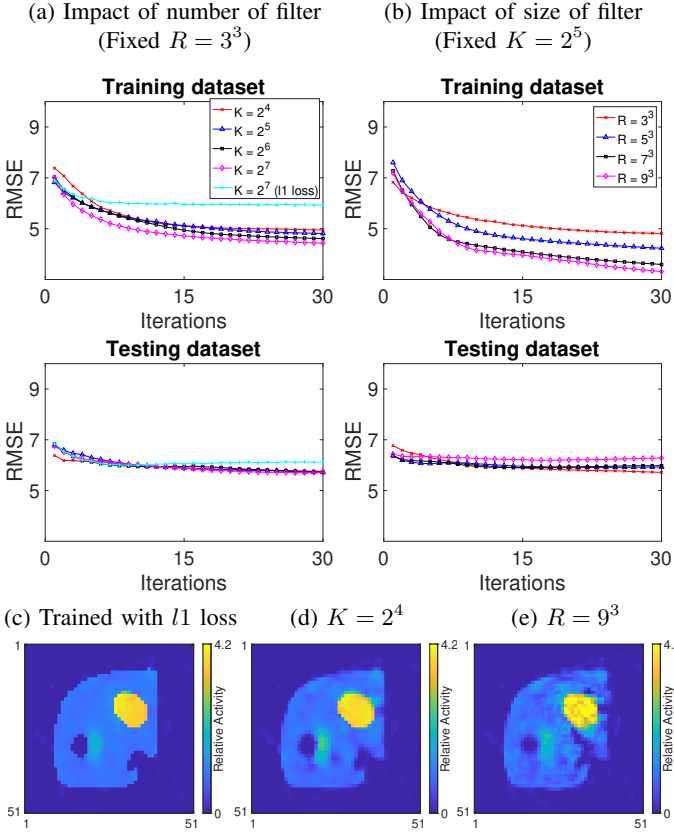 (a) Impact of number of filter
(Fixed R = 3³)
(b) Impact of size of filter
(Fixed K = 2⁵)
Training dataset
9
7
5
RMSE
K = 2⁴
K = 2⁵
K = 2⁶
K = 2⁷
K = 2⁷ (l1 loss)
0
15
30
Iterations
Training dataset
9
7
5
RMSE
R = 3³
R = 5³
R = 7³
R = 9³
0
15
30
Iterations
Testing dataset
9
7
5
RMSE
0
15
30
Iterations
Testing dataset
9
7
5
RMSE
0
15
30
Iterations
(c) Trained with l1 loss
1
51
1
51
4.2
Relative Activity
0
(d) K = 2⁴
1
51
4.2
Relative Activity
0
(e) R = 9³
1
51
4.
Relative Activity
0